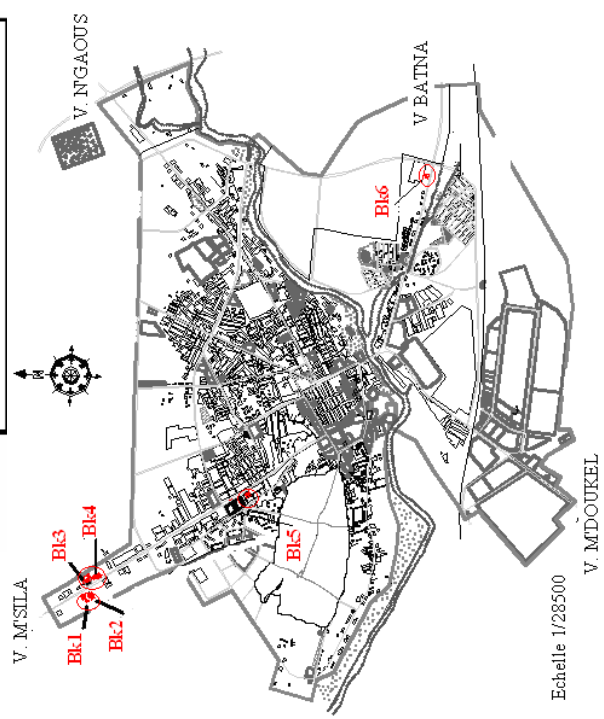 V. N'GAOUS
V. M'SILA
Bk3
Bk4
Bk1
Bk2
Bk5
Bk6
V BATNA
V. M'DOUKEL
Echelle 1/28500